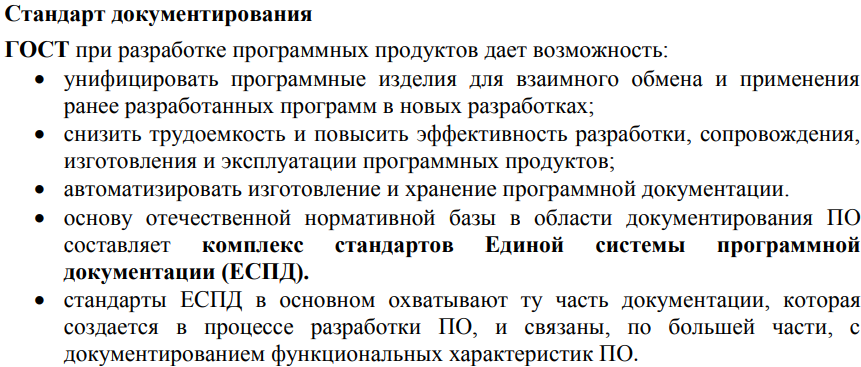 Стандарт документирования
ГОСТ при разработке программных продуктов дает возможность:
• унифицировать программные изделия для взаимного обмена и применения
ранее разработанных программ в новых разработках;
• снизить трудоемкость и повысить эффективность разработки, сопровождения,
изготовления и эксплуатации программных продуктов;
• автоматизировать изготовление и хранение программной документации.
• основу отечественной нормативной базы в области документирования ПО
составляет комплекс стандартов Единой системы программной
документации (ЕСПД).
• стандарты ЕСПД в основном охватывают ту часть документации, которая
создается в процессе разработки ПО, и связаны, по большей части, с
документированием функциональных характеристик ПО.